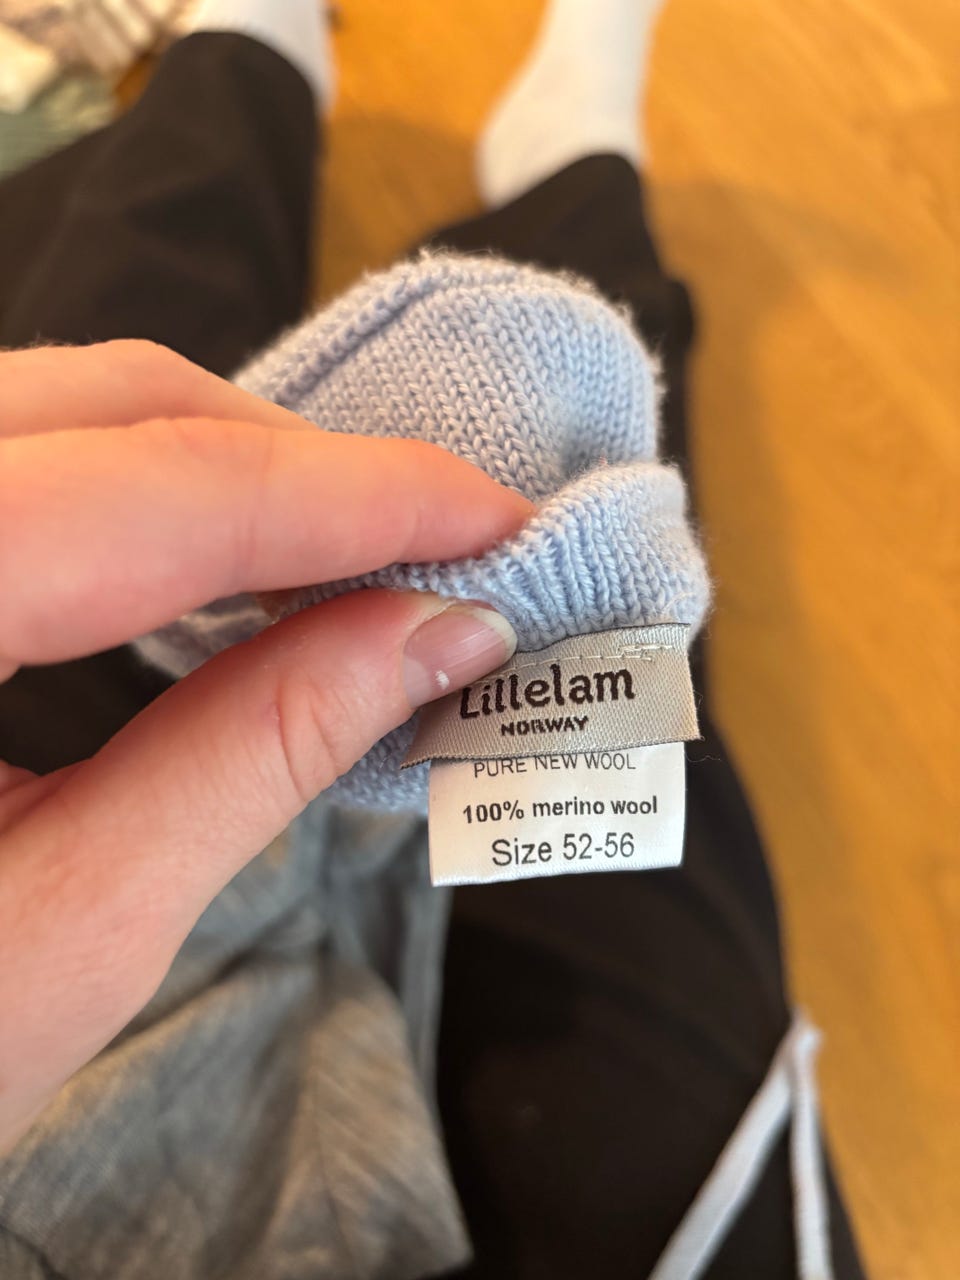 Lillelam
NORWAY
PURE NEW WOOL
100% merino wool
Size 52-56